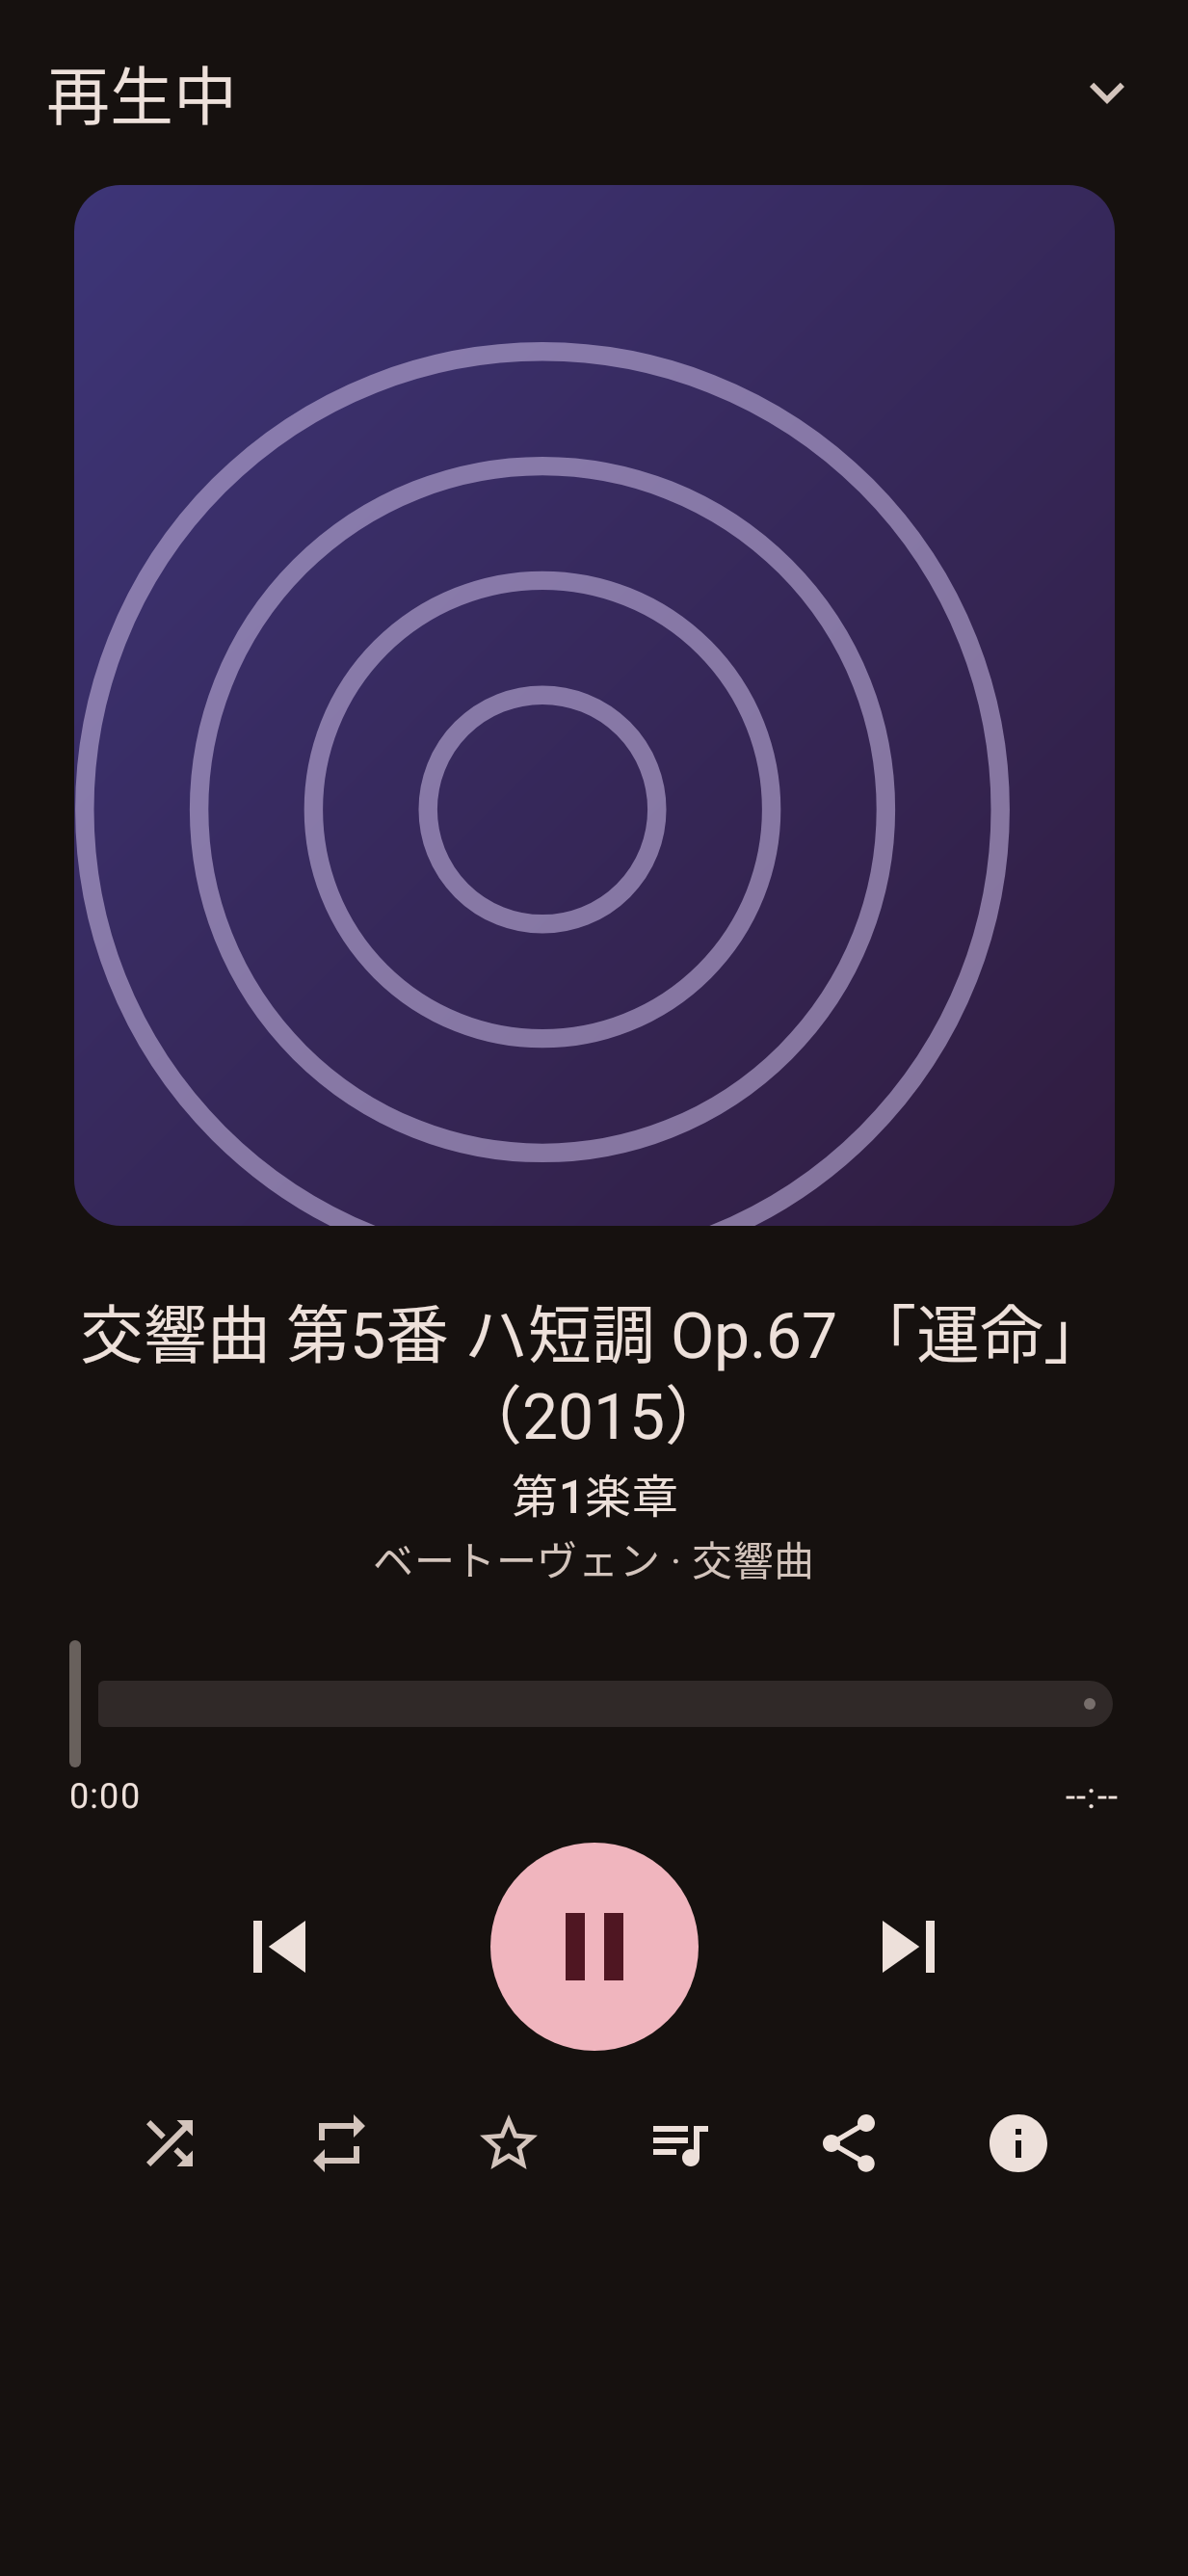 再生中
交響曲 第5番 ハ短調 Op.67 「運命」
（2015）
第1楽章
ベートーヴェン · 交響曲
0:00
--:--